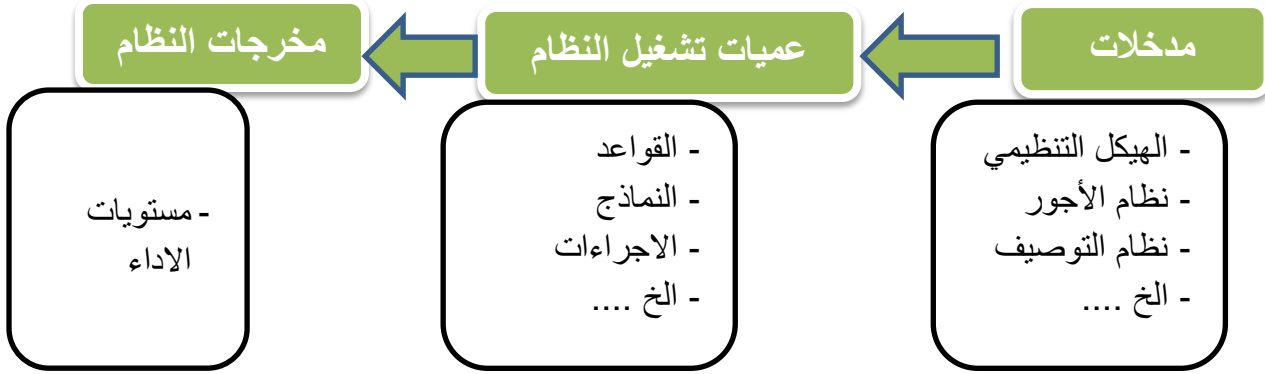 مدخلات
عميات تشغيل النظام
مخرجات النظام
- الهيكل التنظيمي
- نظام الأجور
- نظام التوصيف
- الخ ....
- القواعد
- النماذج
- الاجراءات
- الخ ....
- مستويات
الاداء